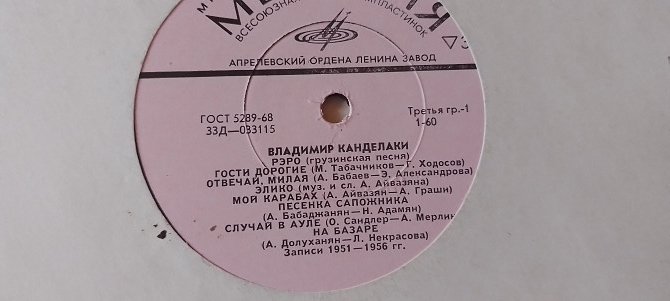 ВСЕСОЮЗНАЯ
АПРЕЛЕВСКИЙ ОРДЕНА ЛЕНИНА ЗАВОД
ГОСТ 5289-68
33Д—033115
Третья гр.-1
1-60
ВЛАДИМИР КАНДЕЛАКИ
РЭРО (грузинская песня)
ГОСТИ ДОРОГИЕ (М. Табачников—Г. Ходосов)
ОТВЕЧАЙ, МИЛАЯ (А. Бабаев—Э. Александрова)
ЭЛИКО (муз. и сл. А. Айвазяна)
МОЙ КАРАБАХ (А. Айвазян—А. Граши)
ПЕСЕНКА САПОЖНИКА
(А. Бабаджанян—Н. Адамян)
СЛУЧАЙ В АУЛЕ (О. Сандлер—А. Мерлин)
НА БАЗАРЕ
(А. Долуханян—Л. Некрасова)
Записи 1951—1956 гг.